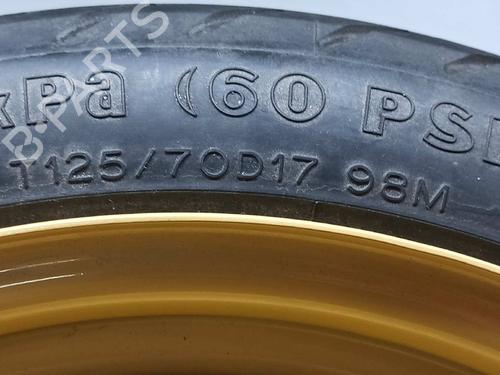 kPa (60 PSI
T125/70D17 98M
B-PARTS